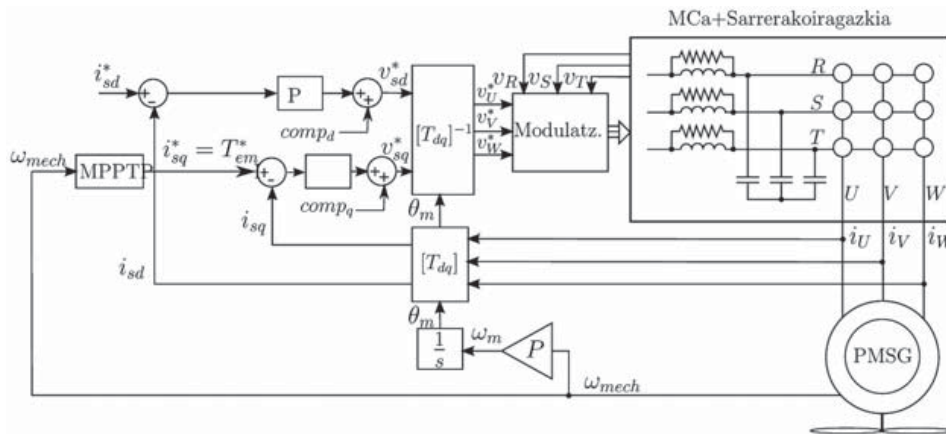 MCa+Sarrerakoiragazkia
i*sd
P
v*sd
vR vS vT
R
v*U
compd
[Tdq]−1
v*V
Modulatz.
S
v*W
ωmech
MPPTP
i*sq = T*em
v*sq
T
compq
θm
U V W
isq
[Tdq]
iU iV iW
isd
θm
1/s
ωm
P
PMSG
ωmech